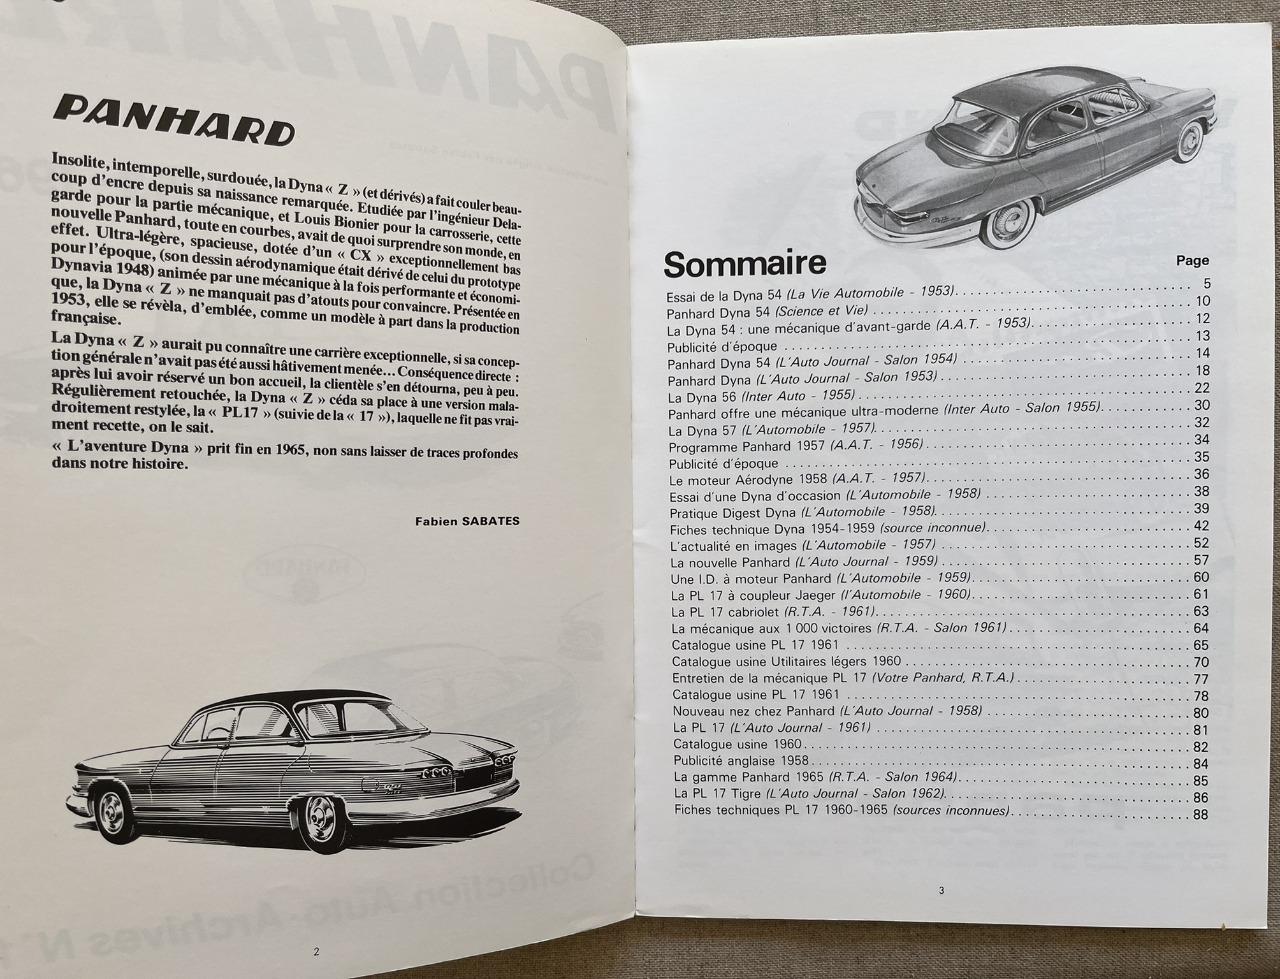 PANHARD
Insolite, intemporelle, surdouée, la Dyna « Z » (et dérivés) a fait couler beau-
coup d'encre depuis sa naissance remarquée. Etudiée par l'ingénieur Dela-
garde pour la partie mécanique, et Louis Bionier pour la carrosserie, cette
nouvelle Panhard, toute en courbes, avait de quoi surprendre son monde, en
effet. Ultra-légère, spacieuse, dotée d'un « CX » exceptionnellement bas
pour l'époque, (son dessin aérodynamique était dérivé de celui du prototype
Dynavia 1948) animée par une mécanique à la fois performante et économi-
que, la Dyna « Z » ne manquait pas d'atouts pour convaincre. Présentée en
1953, elle se révèla, d'emblée, comme un modèle à part dans la production
française.
La Dyna « Z » aurait pu connaître une carrière exceptionnelle, si sa concep-
tion générale n'avait pas été aussi hâtivement menée... Conséquence directe :
après lui avoir réservé un bon accueil, la clientèle s'en détourna, peu à peu.
Régulièrement retouchée, la Dyna « Z » céda sa place à une version mala-
droitement restylée, la « PL17 » (suivie de la « 17 »), laquelle ne fit pas vrai-
ment recette, on le sait.
« L'aventure Dyna » prit fin en 1965, non sans laisser de traces profondes
dans notre histoire.
Fabien SABATES
2
Sommaire Page
Essai de la Dyna 54 (La Vie Automobile - 1953). 5
Panhard Dyna 54 (Science et Vie) 10
La Dyna 54 : une mécanique d'avant-garde (A.A.T. - 1953). 12
Publicité d'époque 13
Panhard Dyna 54 (L'Auto Journal - Salon 1954) 14
Panhard Dyna (L'Auto Journal - Salon 1953) 18
La Dyna 56 (Inter Auto - 1955) 22
Panhard offre une mécanique ultra-moderne (Inter Auto - Salon 1955). 30
La Dyna 57 (L'Automobile - 1957). 32
Programme Panhard 1957 (A.A.T. - 1956) 34
Publicité d'époque 35
Le moteur Aérodyne 1958 (A.A.T. - 1957). 36
Essai d'une Dyna d'occasion (L'Automobile - 1958) 38
Pratique Digest Dyna (L'Automobile - 1958). 39
Fiches technique Dyna 1954-1959 (source inconnue). 42
L'actualité en images (L'Automobile - 1957) 52
La nouvelle Panhard (L'Auto Journal - 1959) 57
Une I.D. à moteur Panhard (L'Automobile - 1959). 60
La PL 17 à coupleur Jaeger (l'Automobile - 1960). 61
La PL 17 cabriolet (R.T.A. - 1961). 63
La mécanique aux 1 000 victoires (R.T.A. - Salon 1961) 64
Catalogue usine PL 17 1961 65
Catalogue usine Utilitaires légers 1960 70
Entretien de la mécanique PL 17 (Votre Panhard, R.T.A.) 77
Catalogue usine PL 17 1961 78
Nouveau nez chez Panhard (L'Auto Journal - 1958) 80
La PL 17 (L'Auto Journal - 1961) 81
Catalogue usine 1960 82
Publicité anglaise 1958 84
La gamme Panhard 1965 (R.T.A. - Salon 1964). 85
La PL 17 Tigre (L'Auto Journal - Salon 1962). 86
Fiches techniques PL 17 1960-1965 (sources inconnues). 88
3